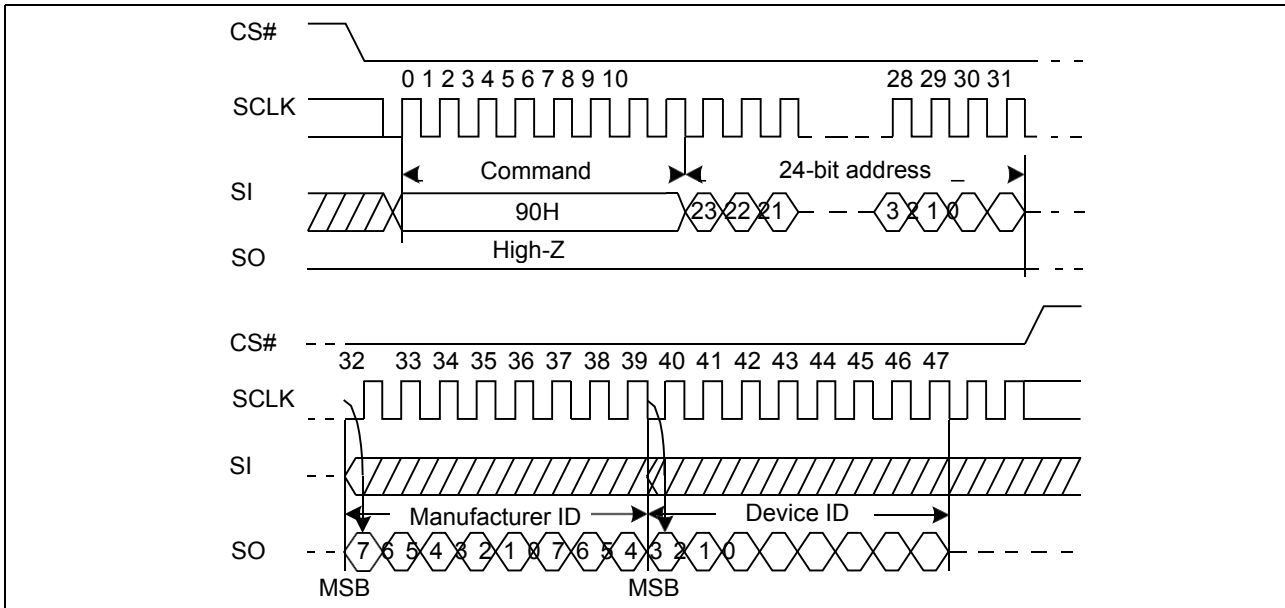 CS#
0 1 2 3 4 5 6 7 8 9 10 28 29 30 31
SCLK
Command 24-bit address
SI
90H 23 22 21 3 2 1 0
High-Z
SO
CS#
32 33 34 35 36 37 38 39 40 41 42 43 44 45 46 47
SCLK
SI
Manufacturer ID Device ID
SO
7 6 5 4 3 2 1 0 7 6 5 4 3 2 1 0
MSB MSB